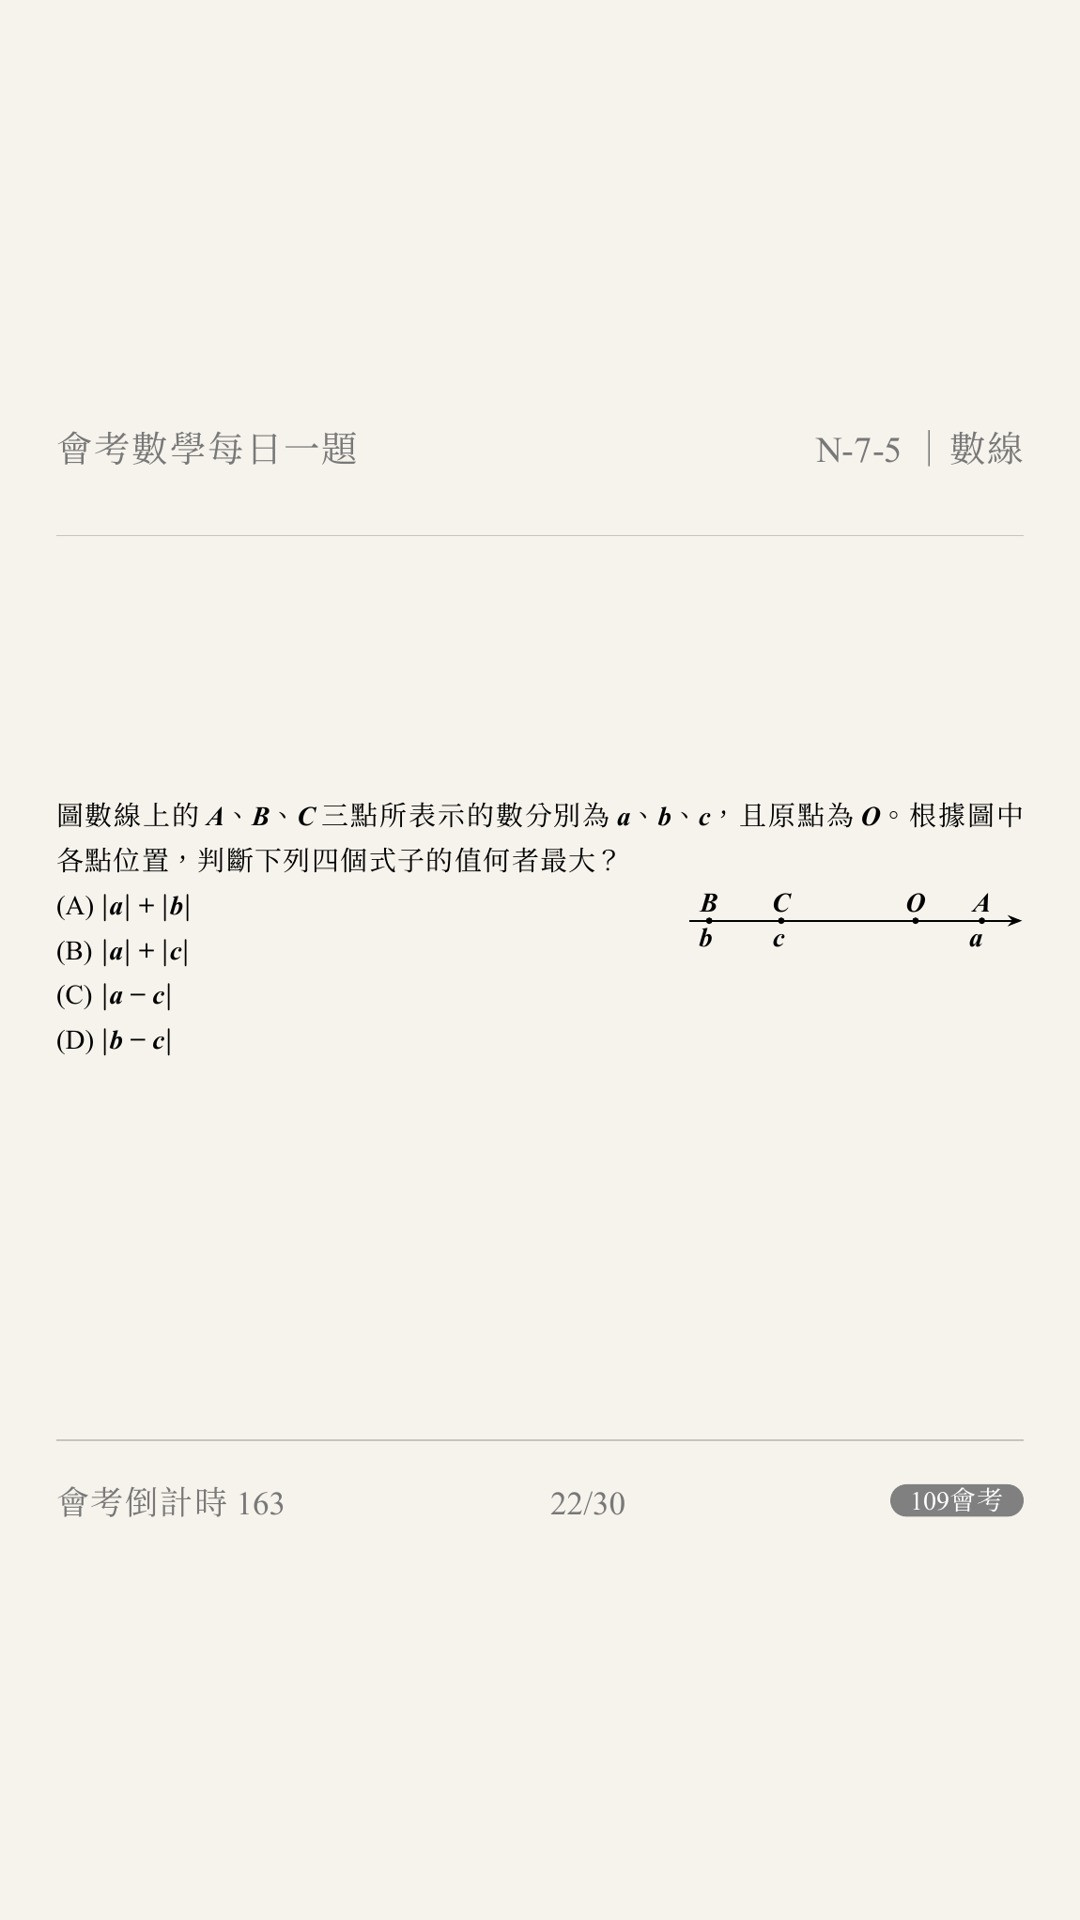 會考數學每日一題
N-7-5｜數線
圖數線上的 A、B、C 三點所表示的數分別為 a、b、c，且原點為 O。根據圖中
各點位置，判斷下列四個式子的值何者最大？
(A) |a| + |b|
(B) |a| + |c|
(C) |a − c|
(D) |b − c|
B C O A
b c a
會考倒計時 163
22/30
109會考